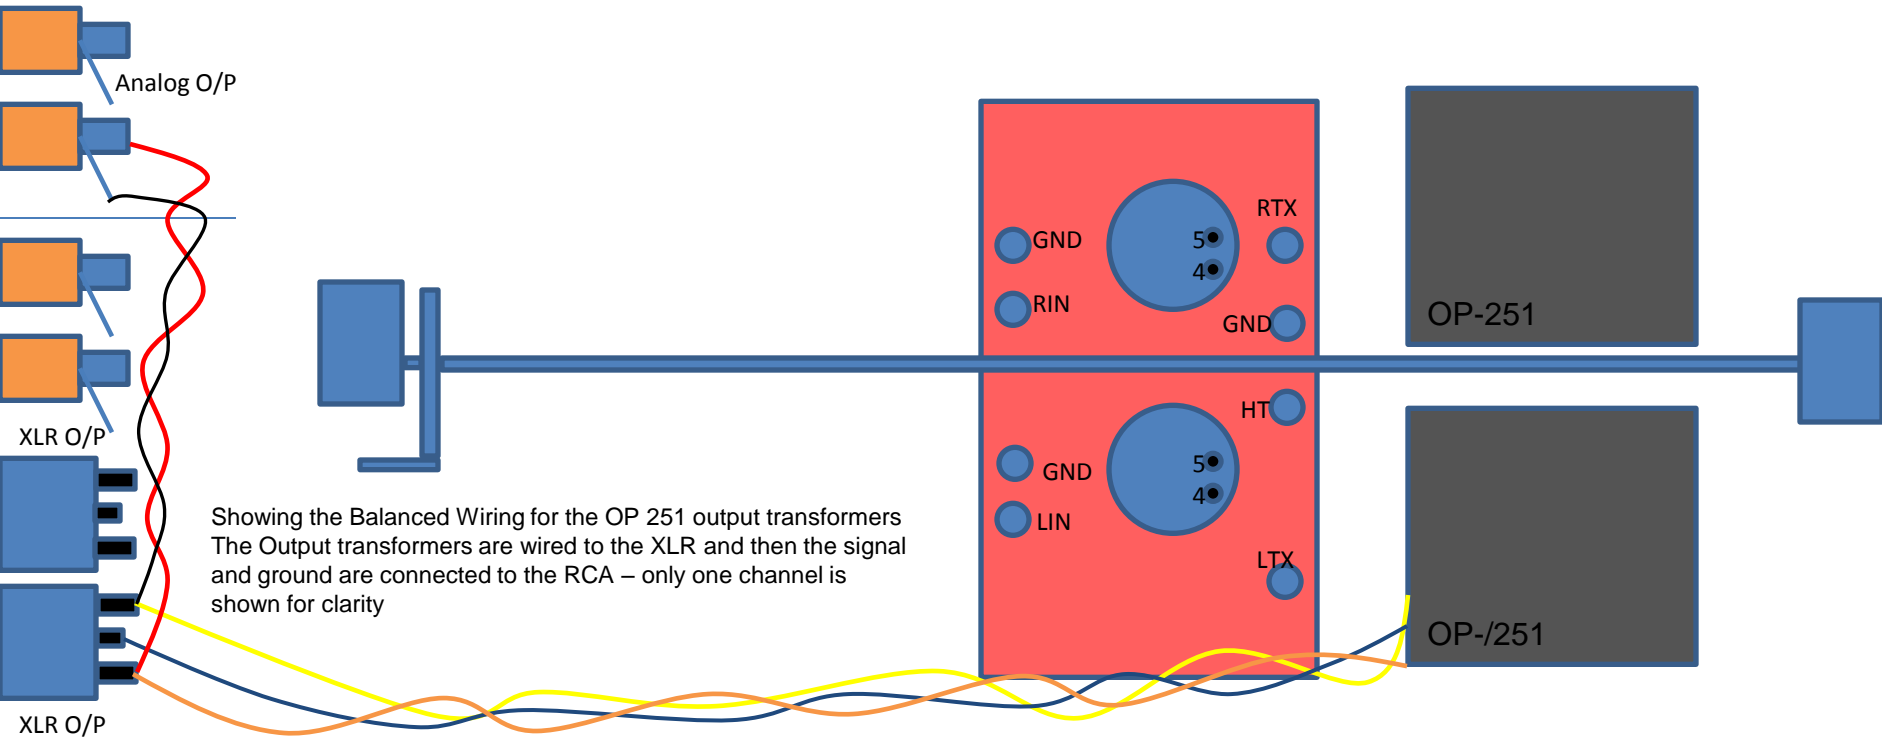 Analog O/P
RTX
GND
5
4
RIN
GND
OP-251
HT
XLR O/P
5
GND
4
LIN
Showing the Balanced Wiring for the OP 251 output transformers
The Output transformers are wired to the XLR and then the signal
and ground are connected to the RCA – only one channel is
shown for clarity
LTX
OP-/251
XLR O/P